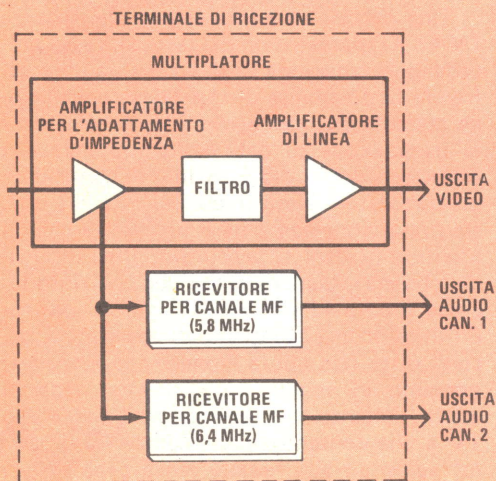 TERMINALE DI RICEZIONE
MULTIPLATORE
AMPLIFICATORE
PER L'ADATTAMENTO
D'IMPEDENZA
AMPLIFICATORE
DI LINEA
FILTRO
USCITA
VIDEO
RICEVITORE
PER CANALE MF
(5,8 MHz)
USCITA
AUDIO
CAN. 1
RICEVITORE
PER CANALE MF
(6,4 MHz)
USCITA
AUDIO
CAN. 2